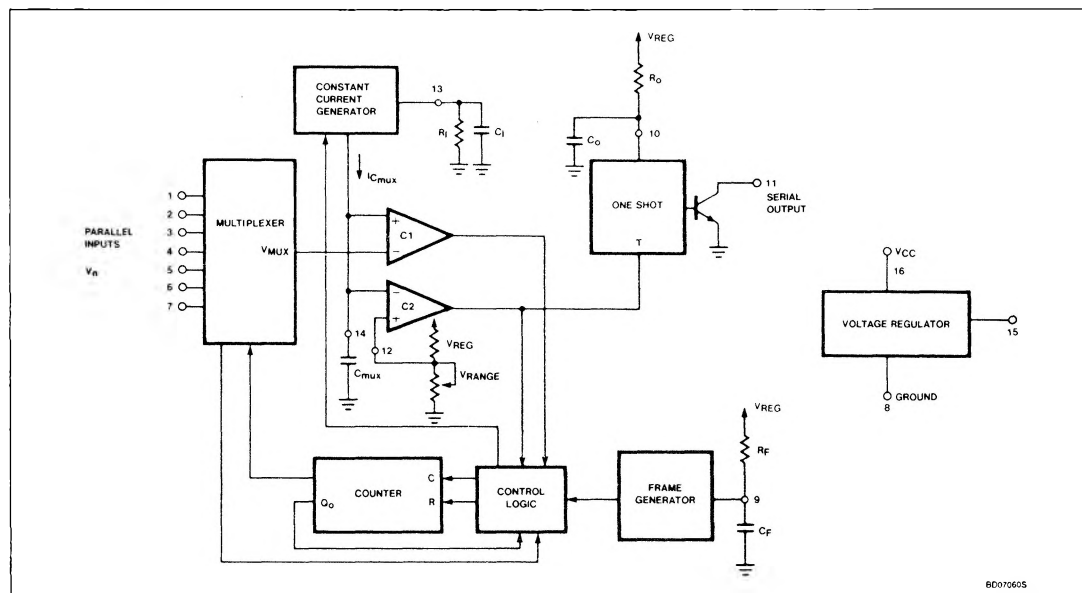 VREG
RO
CONSTANT
CURRENT
GENERATOR
13
RI
CI
CO
10
ICmux
ONE SHOT
T
11
SERIAL
OUTPUT
PARALLEL
INPUTS
Vn
1
2
3
4
5
6
7
MULTIPLEXER
VMUX
+
C1
−
−
C2
+
14
12
Cmux
VREG
VRANGE
VCC
16
VOLTAGE REGULATOR
15
8
GROUND
VREG
RF
9
CF
COUNTER
QO
C
R
CONTROL
LOGIC
FRAME
GENERATOR
BD07060S